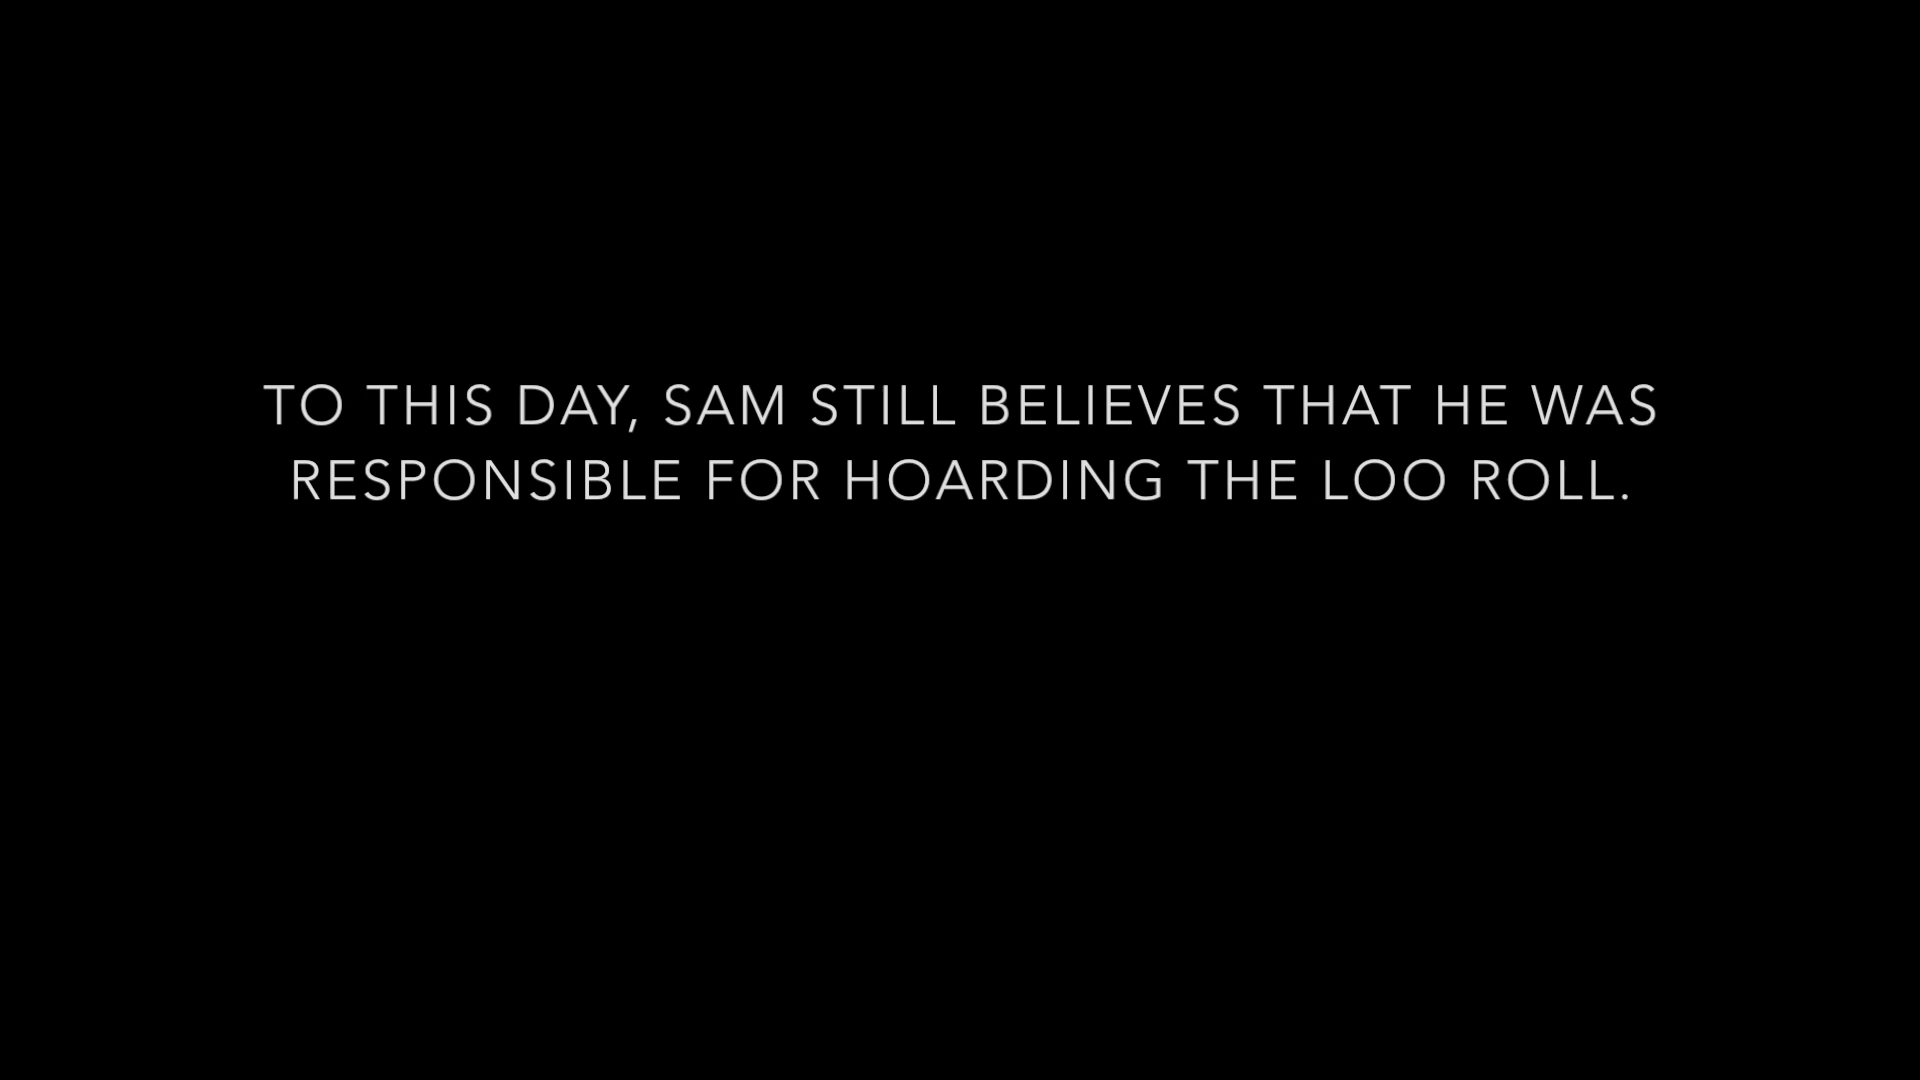 TO THIS DAY, SAM STILL BELIEVES THAT HE WAS
RESPONSIBLE FOR HOARDING THE LOO ROLL.